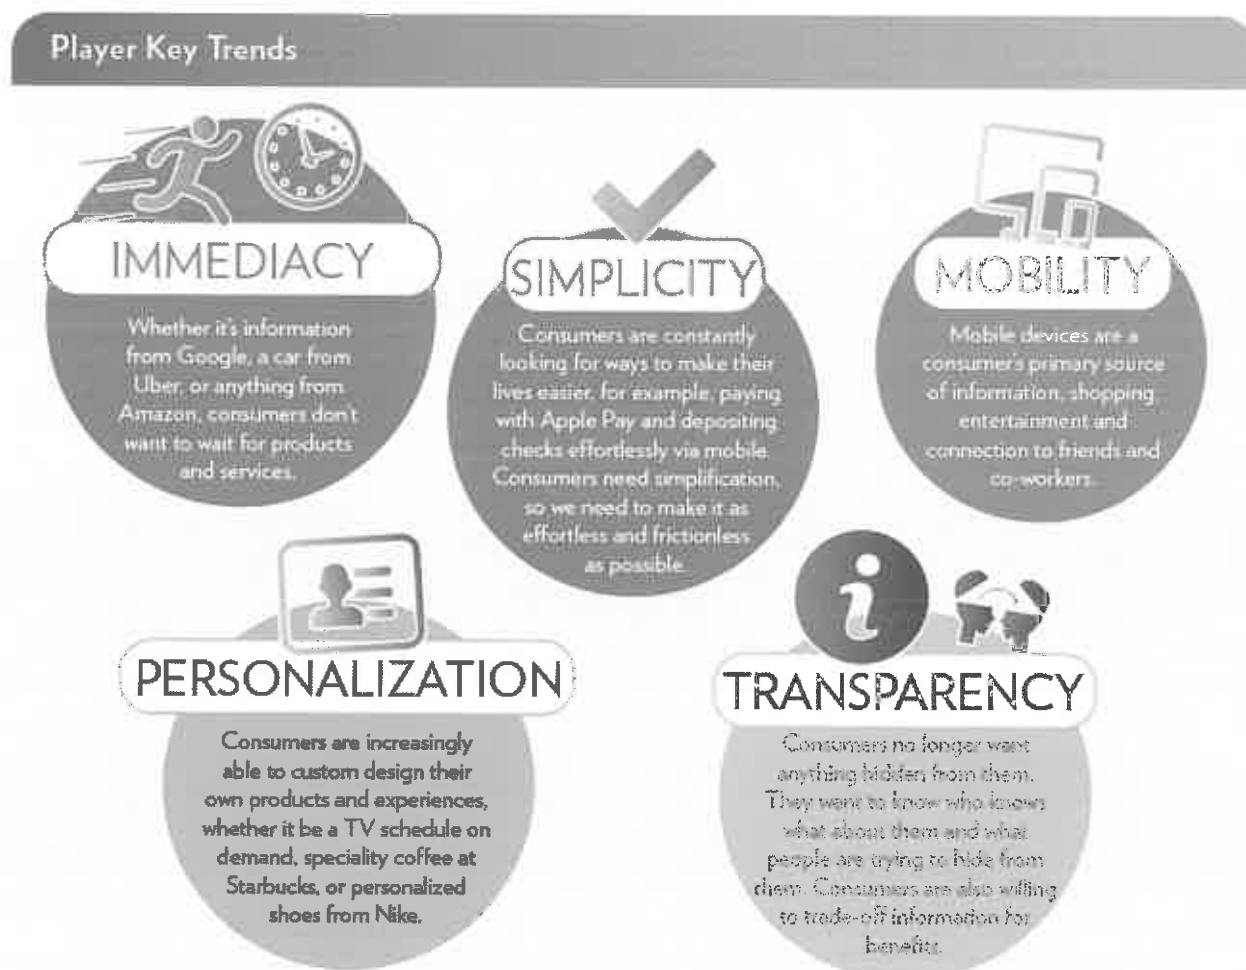 Player Key Trends
IMMEDIACY
Whether it's information
from Google, a car from
Uber, or anything from
Amazon, consumers don't
want to wait for products
and services.
SIMPLICITY
Consumers are constantly
looking for ways to make their
lives easier, for example, paying
with Apple Pay and depositing
checks effortlessly via mobile.
Consumers need simplification,
so we need to make it as
effortless and frictionless
as possible.
MOBILITY
Mobile devices are a
consumer's primary source
of information, shopping,
entertainment and
connection to friends and
co-workers.
PERSONALIZATION
Consumers are increasingly
able to custom design their
own products and experiences,
whether it be a TV schedule on
demand, speciality coffee at
Starbucks, or personalized
shoes from Nike.
TRANSPARENCY
Consumers no longer want
anything hidden from them.
They want to know who knows
what about them and what
people are trying to hide from
them. Consumers are also willing
to trade-off information for
benefits.